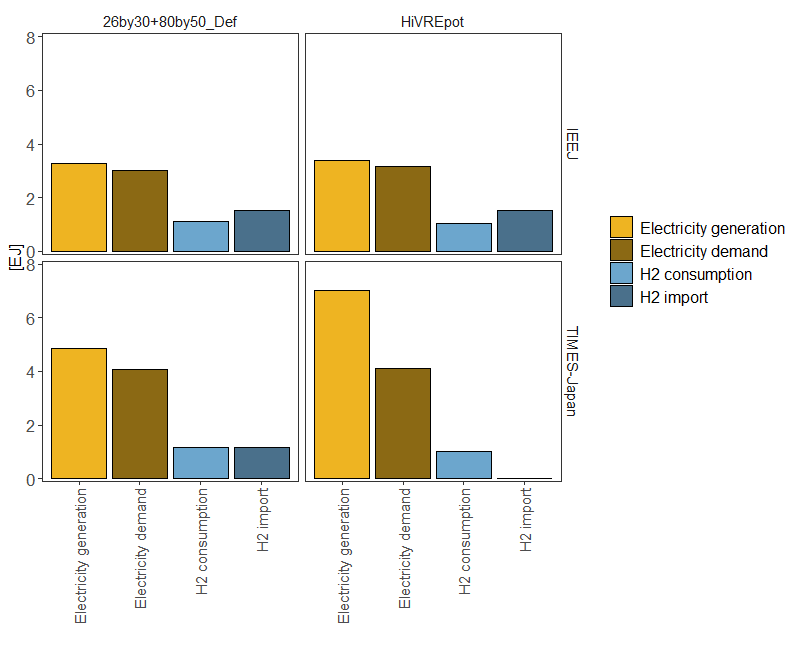 26by30+80by50_Def
HiVREpot
8
6
4
2
0
IEEJ
[EJ]
8
6
4
2
0
TIMES-Japan
Electricity generation
Electricity demand
H2 consumption
H2 import
Electricity generation
Electricity demand
H2 consumption
H2 import
Electricity generation
Electricity demand
H2 consumption
H2 import